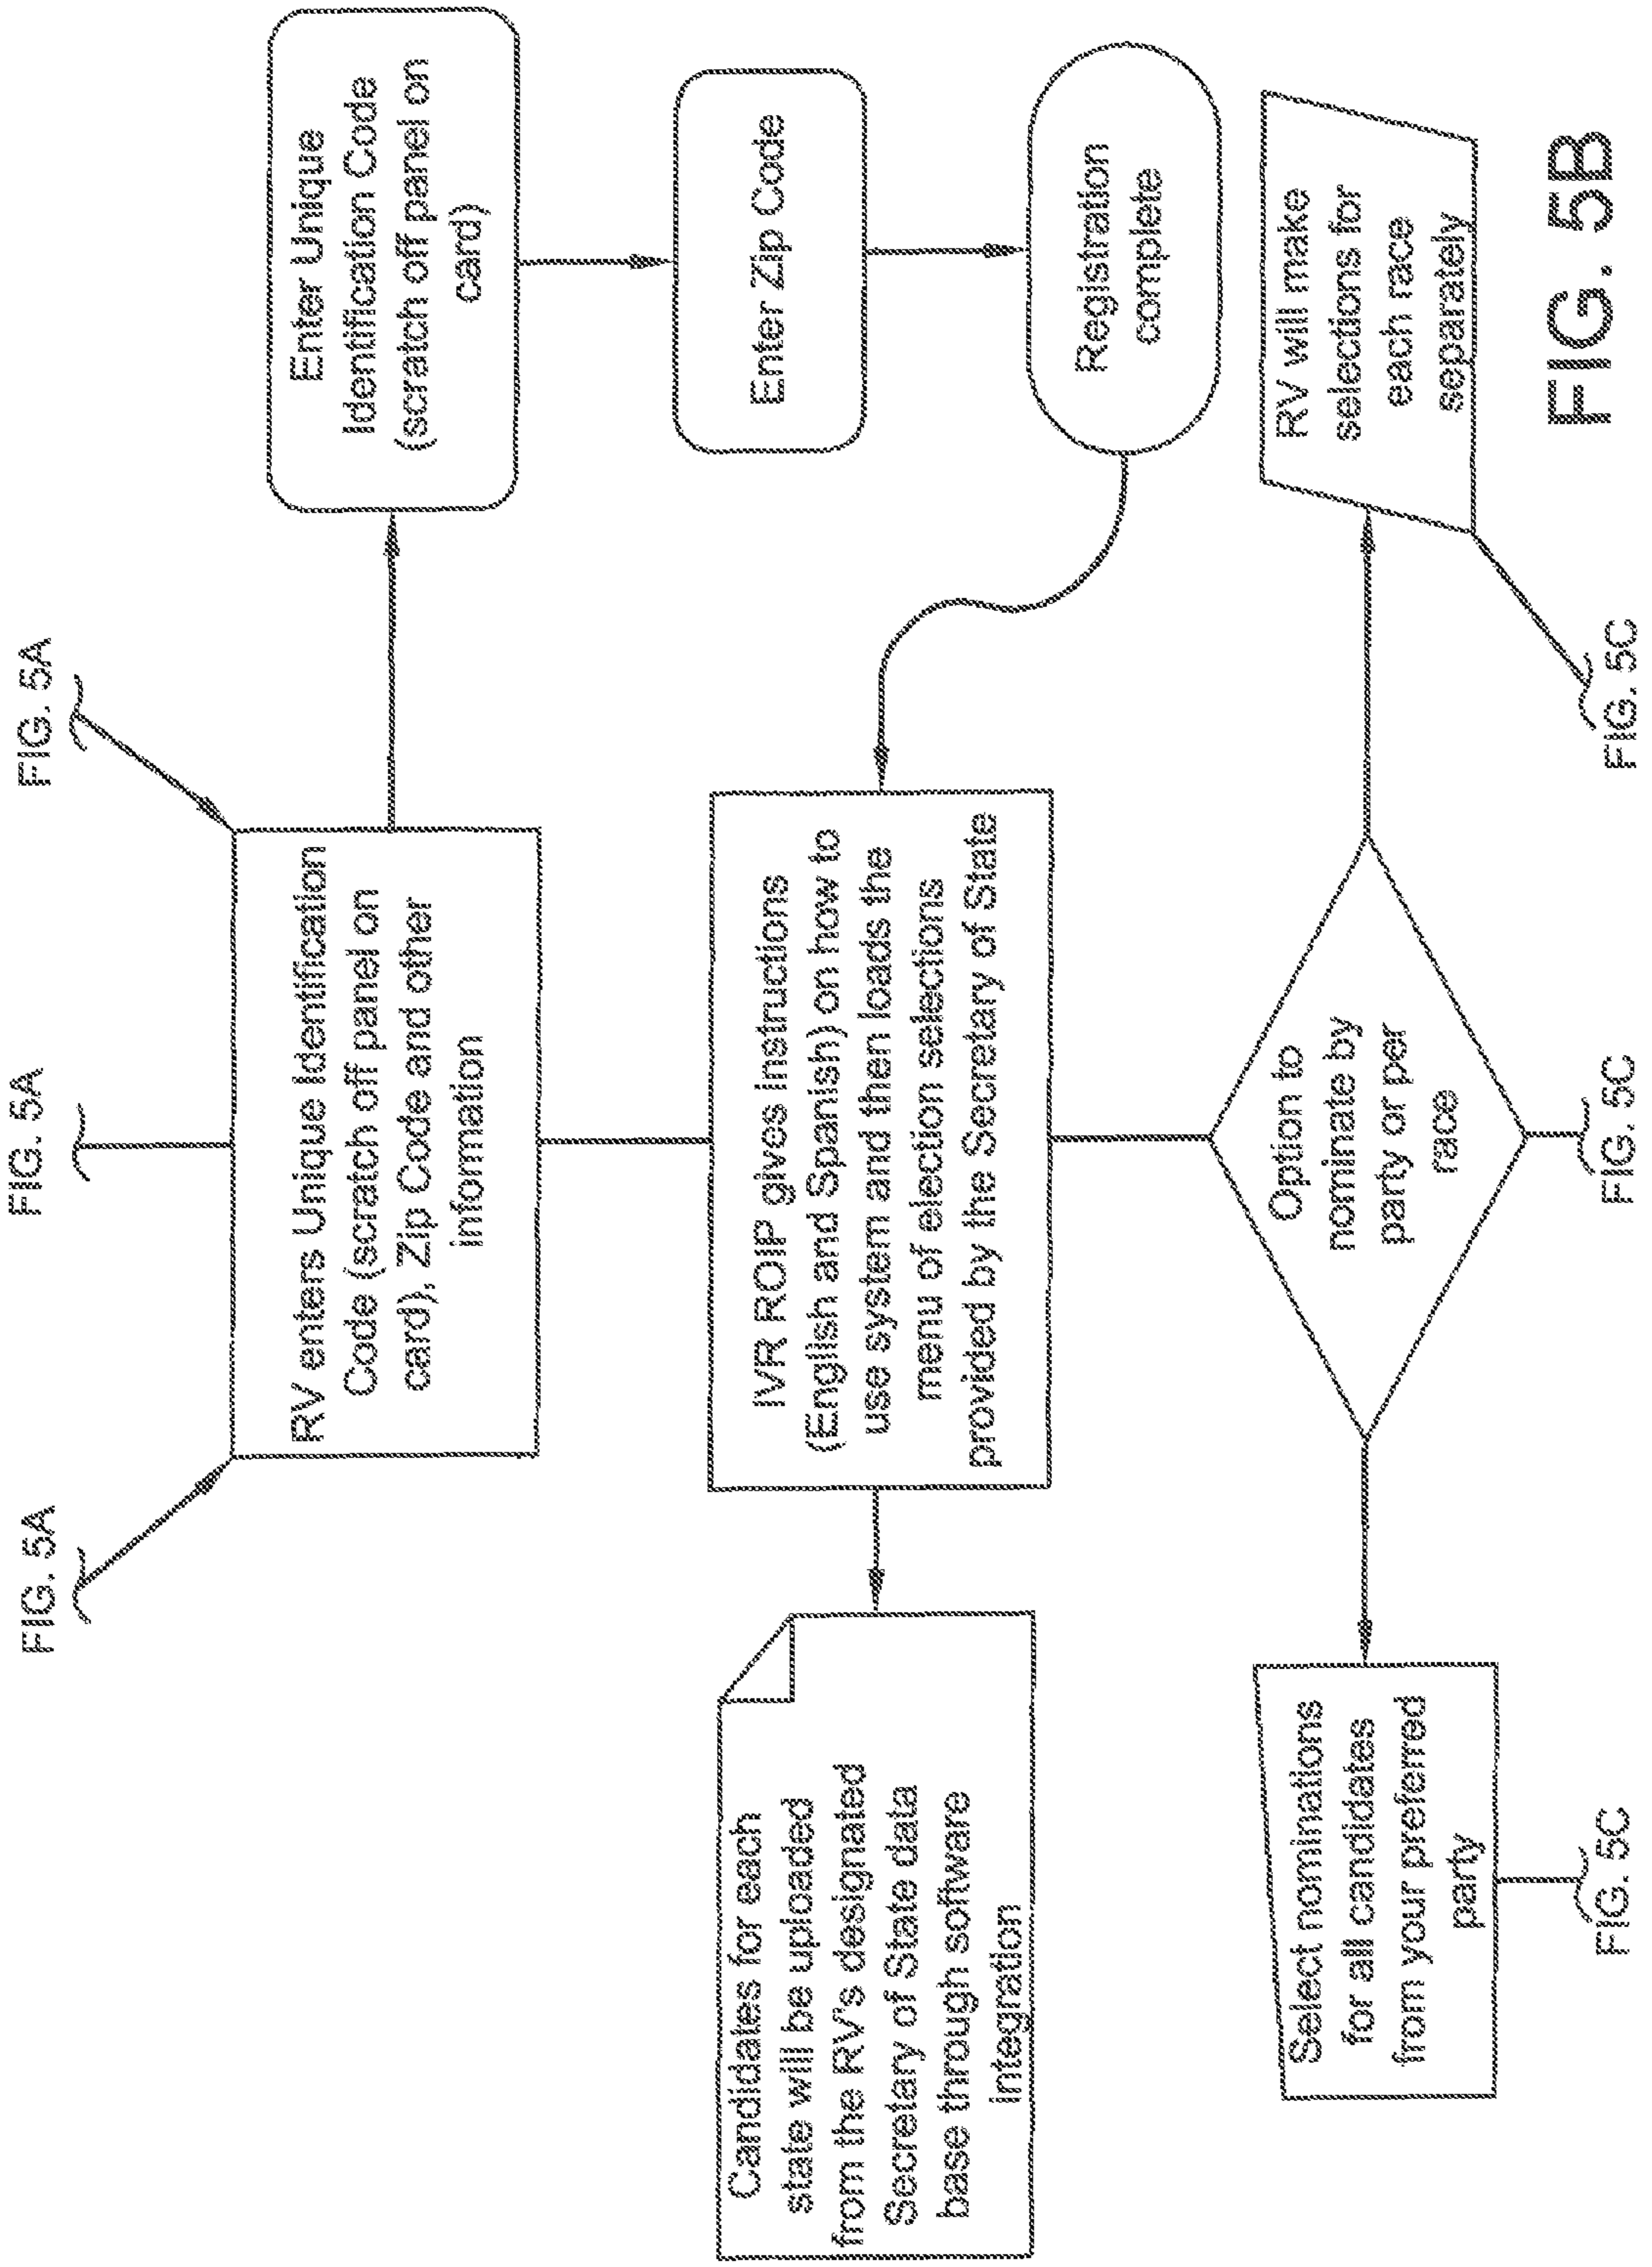 FIG. 5A
FIG. 5A
FIG. 5A
RV enters Unique Identification
Code (scratch off panel on
card), Zip Code and other
information
Enter Unique
Identification Code
(scratch off panel on
card)
Enter Zip Code
Registration
complete
Candidates for each
state will be uploaded
from the RV's designated
Secretary of State data
base through software
integration
IVR ROIP gives instructions
(English and Spanish) on how to
use system and then loads the
menu of election selections
provided by the Secretary of State
Select nominations
for all candidates
from your preferred
party
Option to
nominate by
party or per
race
RV will make
selections for
each race
separately
FIG. 5C
FIG. 5C
FIG. 5C
FIG. 5B